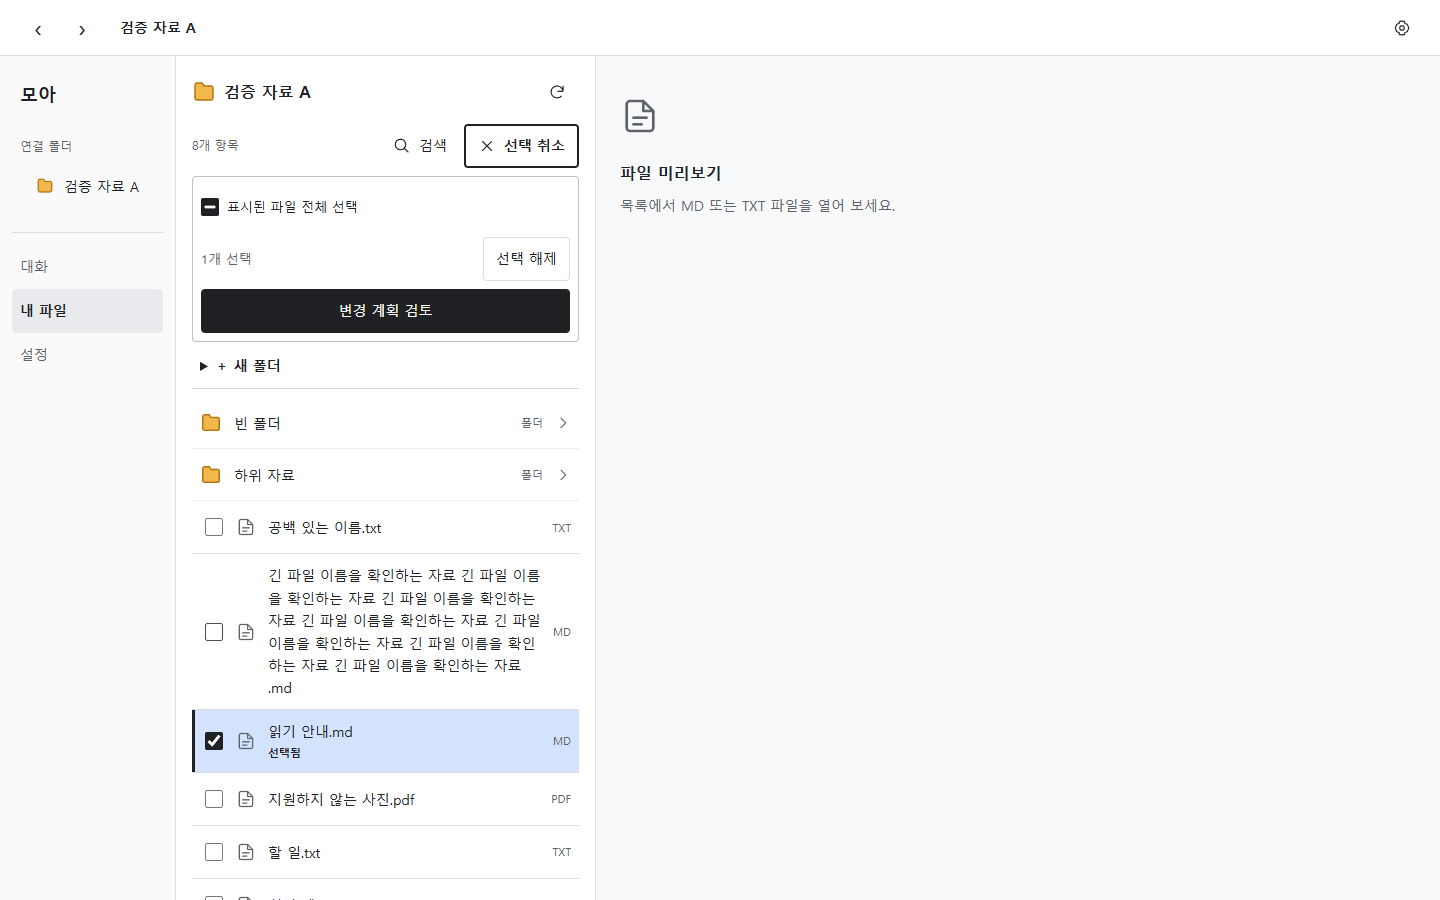 검증 자료 A
모아
연결 폴더
검증 자료 A
대화
내 파일
설정
검증 자료 A
8개 항목
검색
선택 취소
표시된 파일 전체 선택
1개 선택
선택 해제
변경 계획 검토
+ 새 폴더
빈 폴더 폴더
하위 자료 폴더
공백 있는 이름.txt TXT
긴 파일 이름을 확인하는 자료 긴 파일 이름
을 확인하는 자료 긴 파일 이름을 확인하는
자료 긴 파일 이름을 확인하는 자료 긴 파일
이름을 확인하는 자료 긴 파일 이름을 확인
하는 자료 긴 파일 이름을 확인하는 자료
.md
MD
읽기 안내.md
선택됨
MD
지원하지 않는 사진.pdf PDF
할 일.txt TXT
파일 미리보기
목록에서 MD 또는 TXT 파일을 열어 보세요.